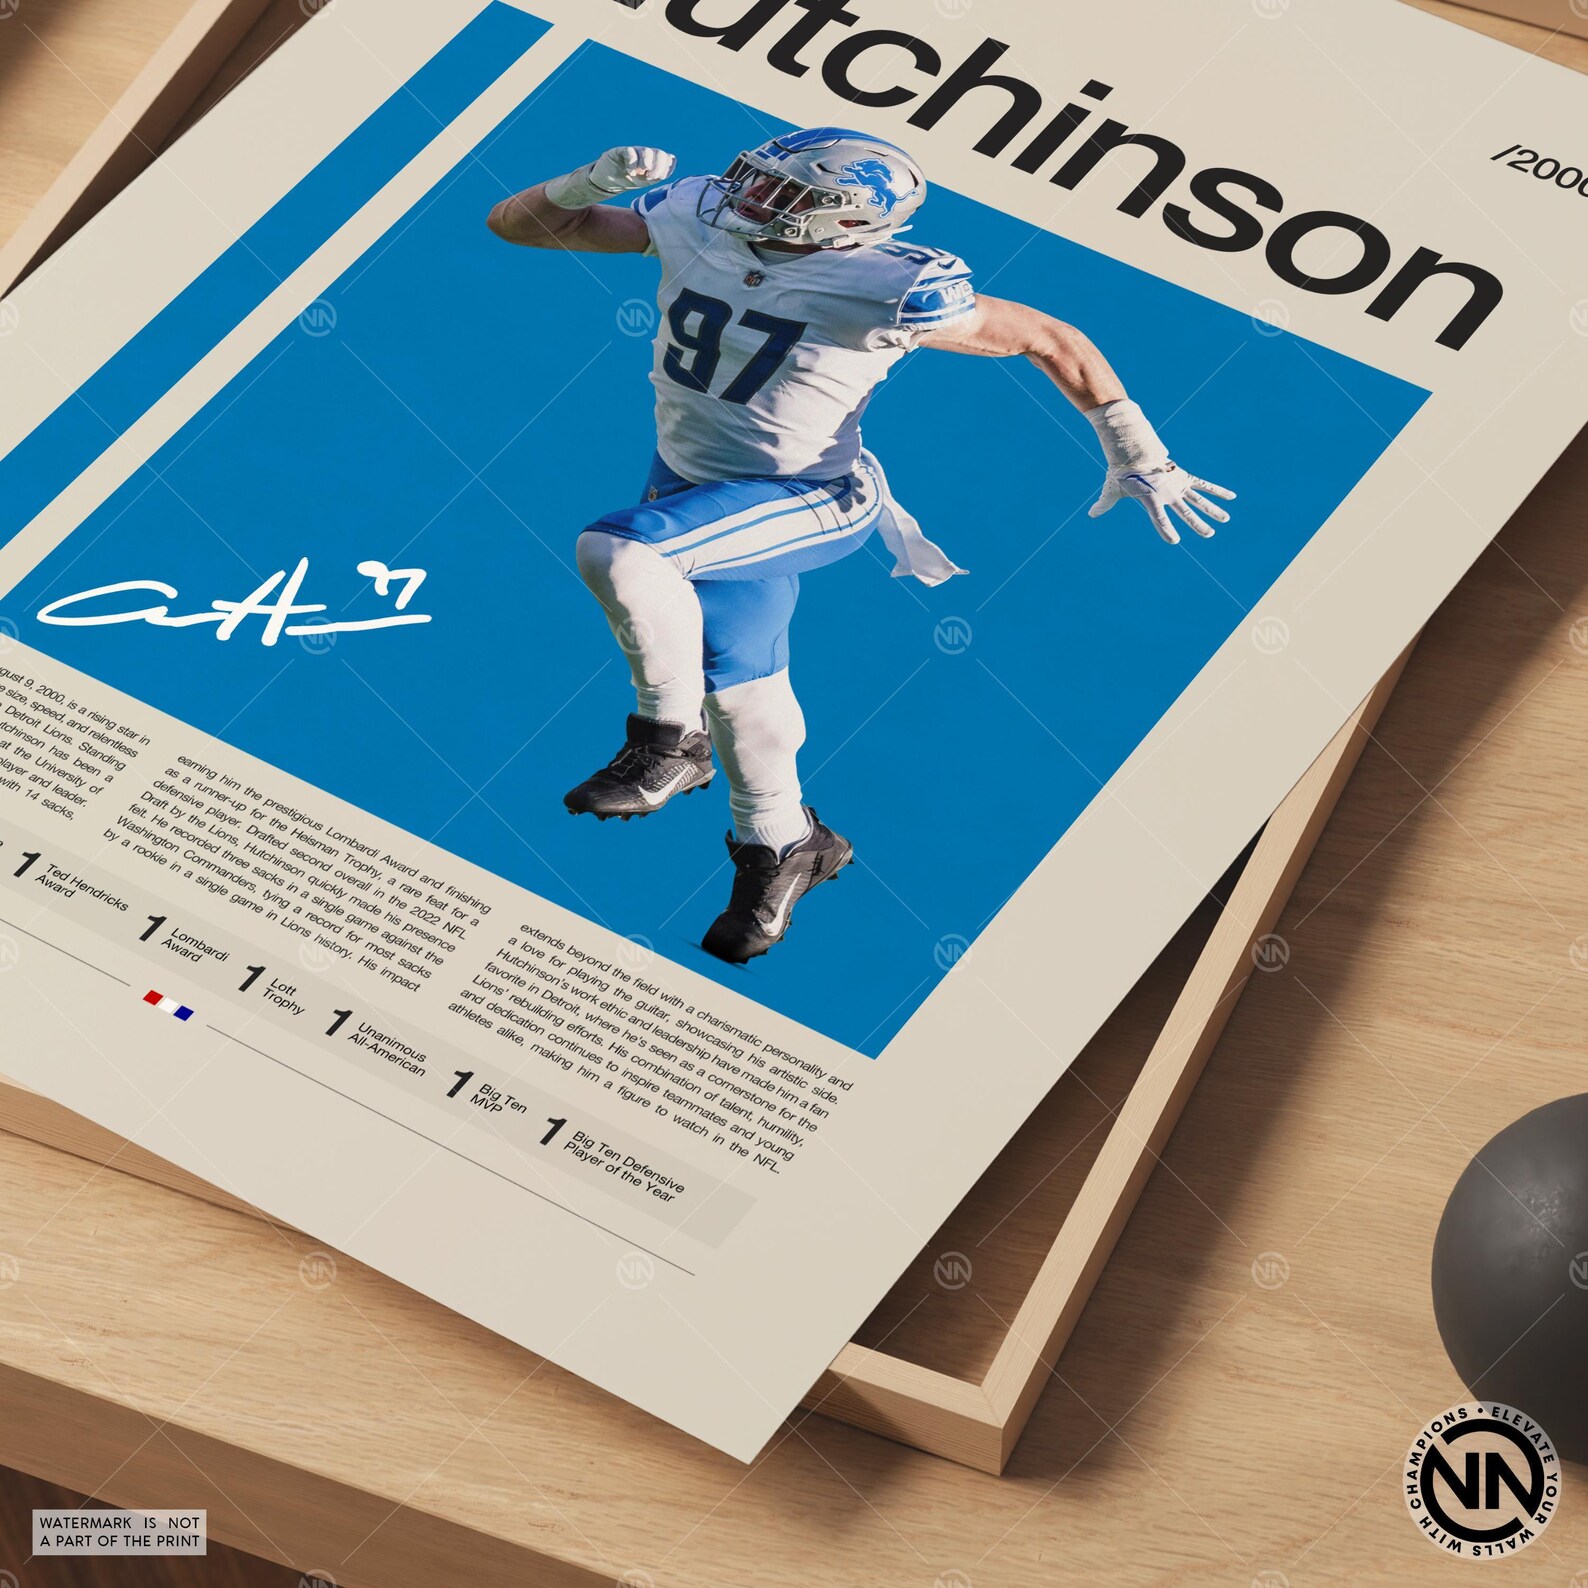 utchinson
/2000
97
97
WCF
97
gust 9, 2000, is a rising star in
e size, speed, and relentless
Detroit Lions. Standing
utchinson has been a
at the University of
player and leader.
with 14 sacks,
earning him the prestigious Lombardi Award and finishing
as a runner-up for the Heisman Trophy, a rare feat for a
defensive player. Drafted second overall in the 2022 NFL
Draft by the Lions, Hutchinson quickly made his presence
felt. He recorded three sacks in a single game against the
Washington Commanders, tying a record for most sacks
by a rookie in a single game in Lions history. His impact
extends beyond the field with a charismatic personality and
a love for playing the guitar, showcasing his artistic side.
Hutchinson's work ethic and leadership have made him a fan
favorite in Detroit, where he's seen as a cornerstone for the
Lions' rebuilding efforts. His combination of talent, humility,
and dedication continues to inspire teammates and young
athletes alike, making him a figure to watch in the NFL.
1 Ted Hendricks
Award
1 Lombardi
Award
1 Lott
Trophy
1 Unanimous
All-American
1 Big Ten
MVP
1 Big Ten Defensive
Player of the Year
WATERMARK IS NOT
A PART OF THE PRINT
CHAMPIONS • ELEVATE YOUR WALLS WITH